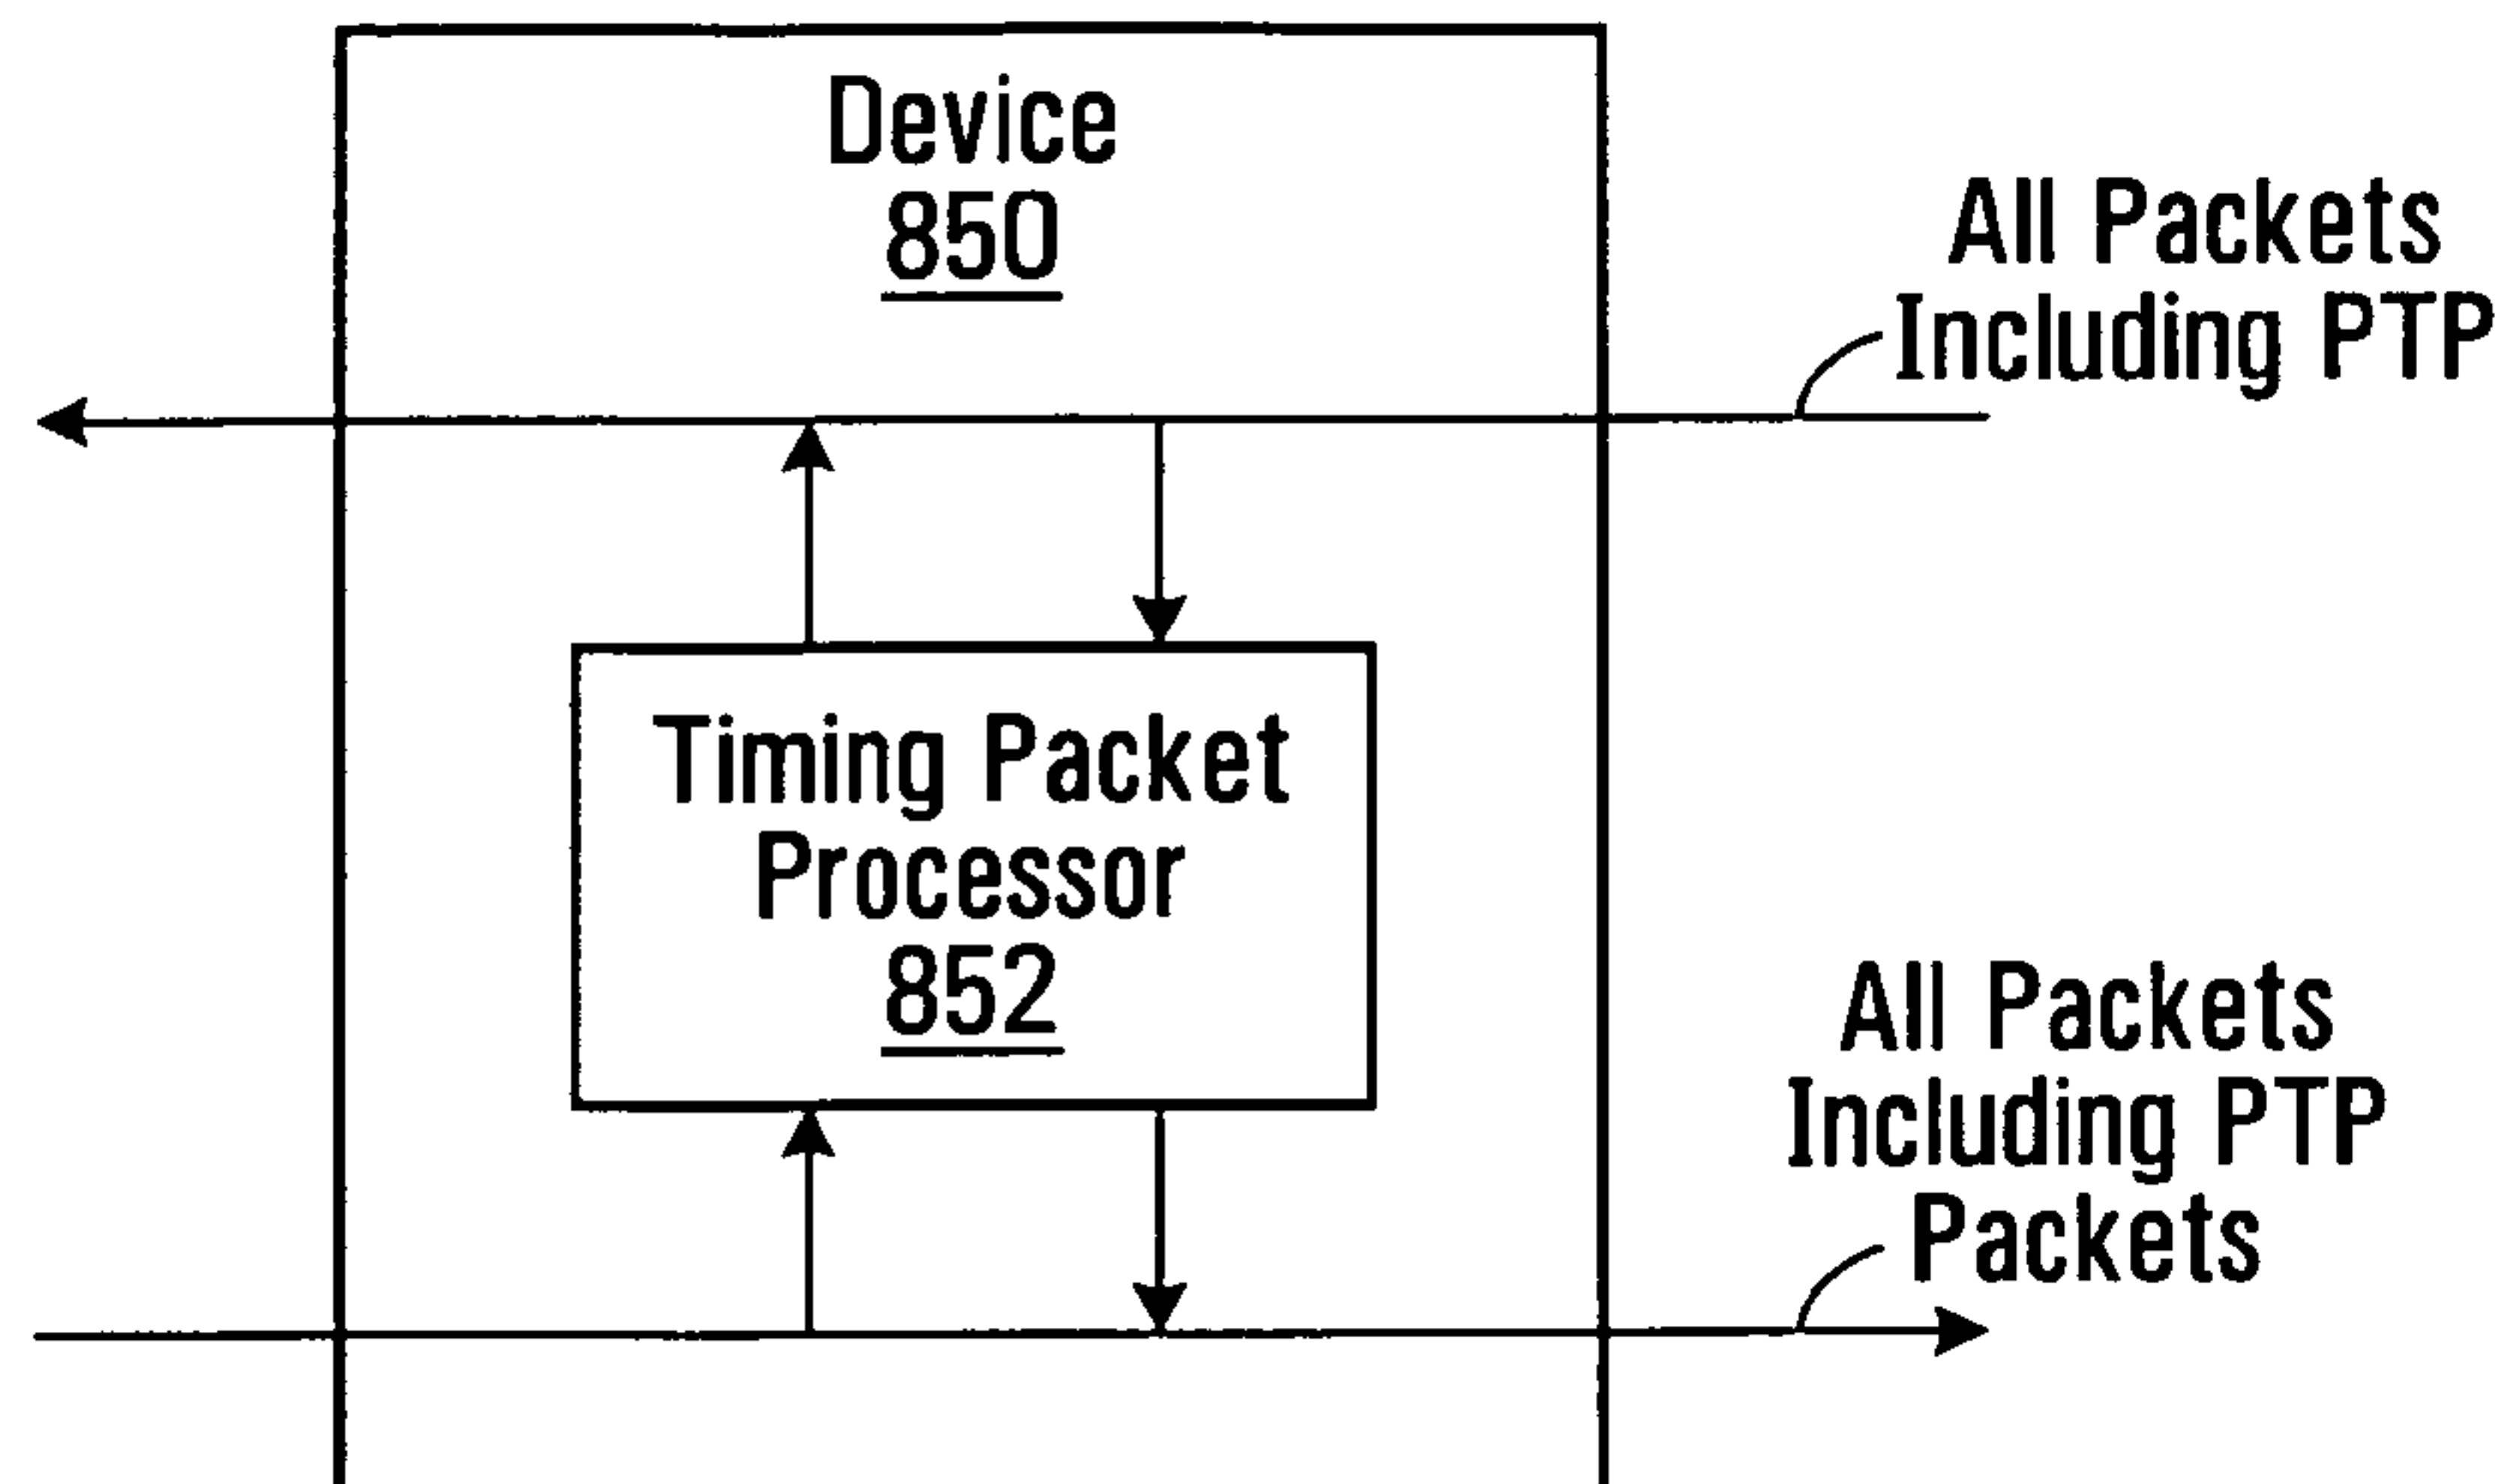 Device
850
All Packets
Including PTP
Timing Packet
Processor
852
All Packets
Including PTP
Packets